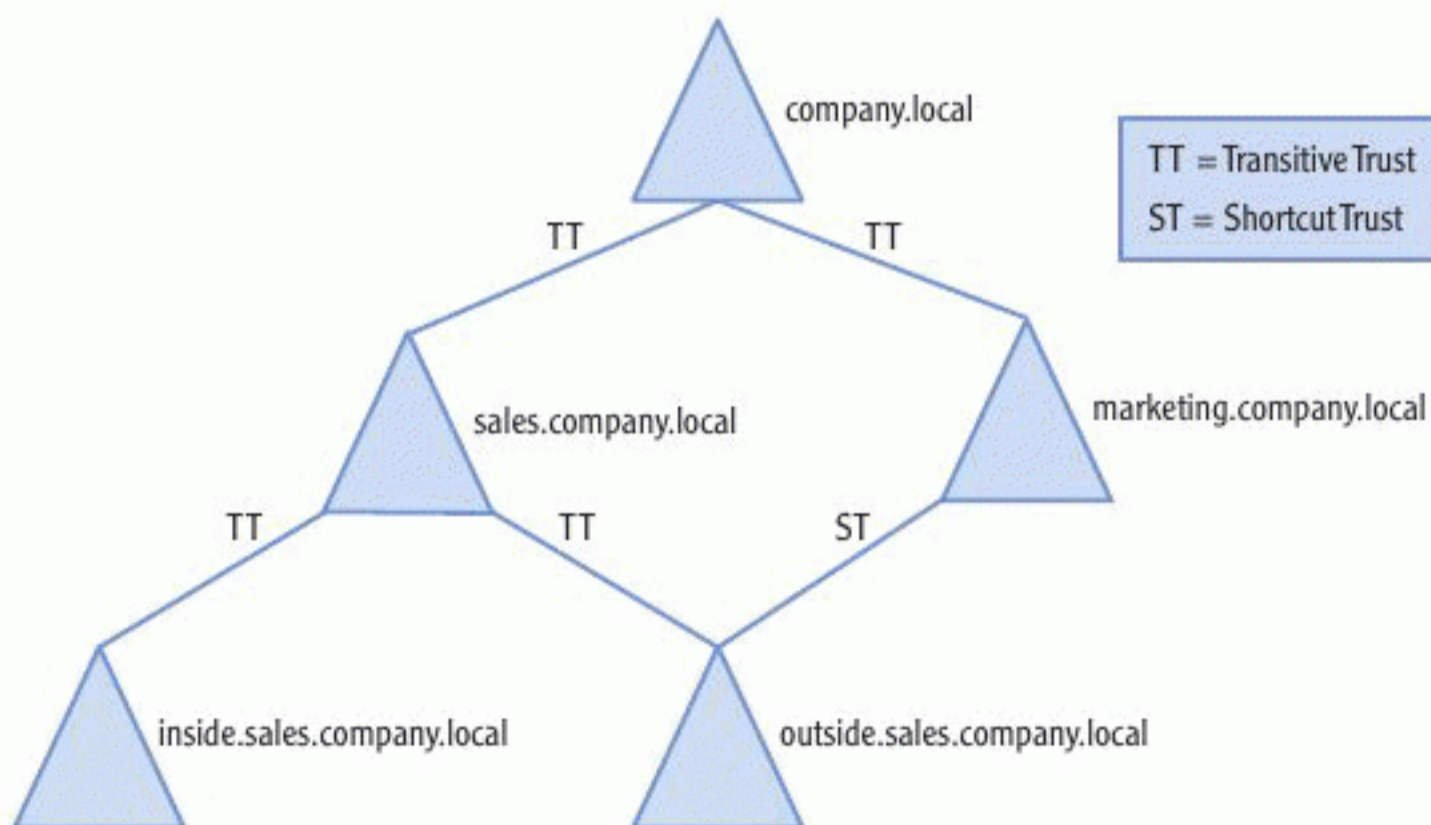 company.local
TT = Transitive Trust
ST = Shortcut Trust
TT
TT
sales.company.local
marketing.company.local
TT
TT
ST
inside.sales.company.local
outside.sales.company.local